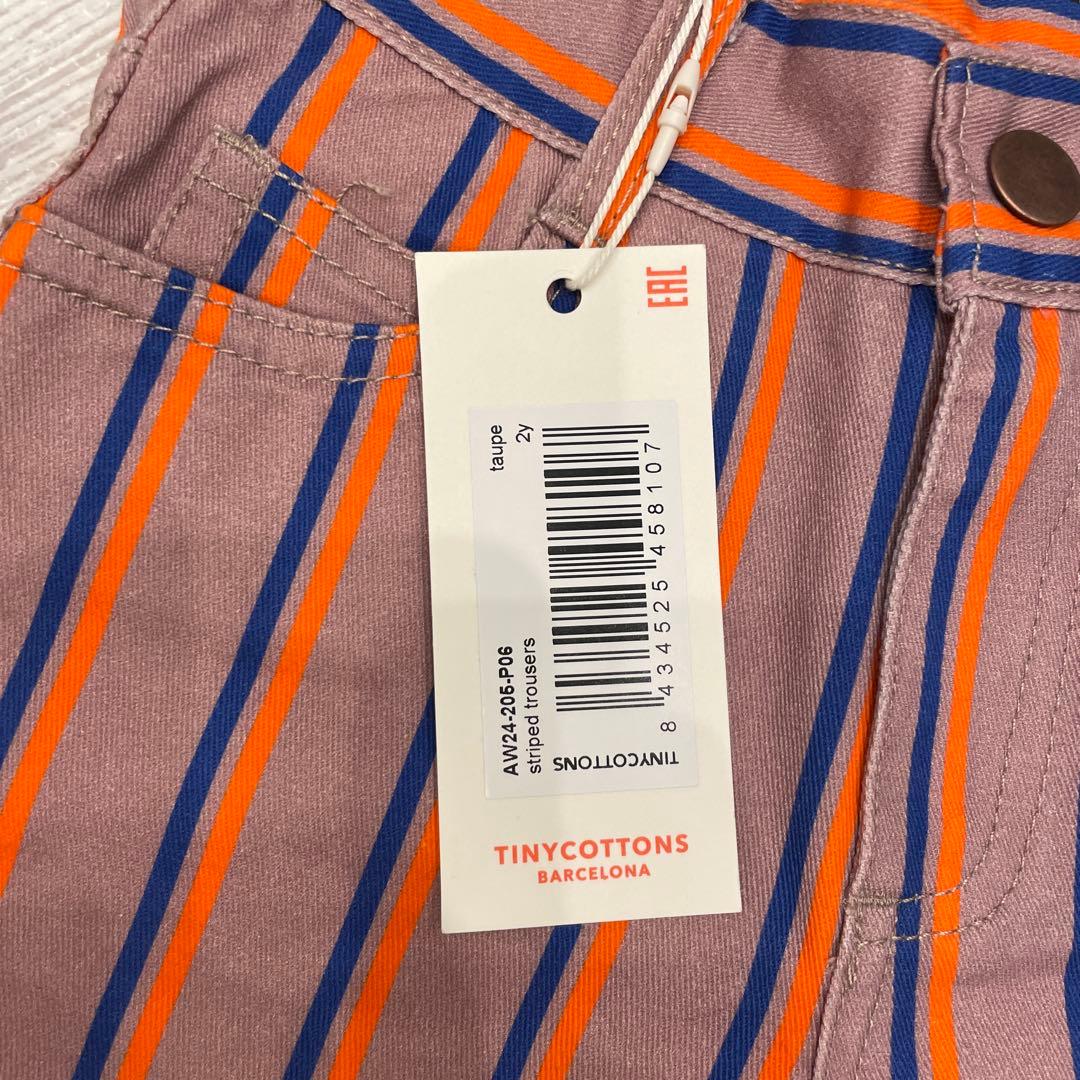 EAC
taupe
2y
8 434525 458107
AW24-205-P06
striped trousers
TINYCOTTONS
TINYCOTTONS
BARCELONA